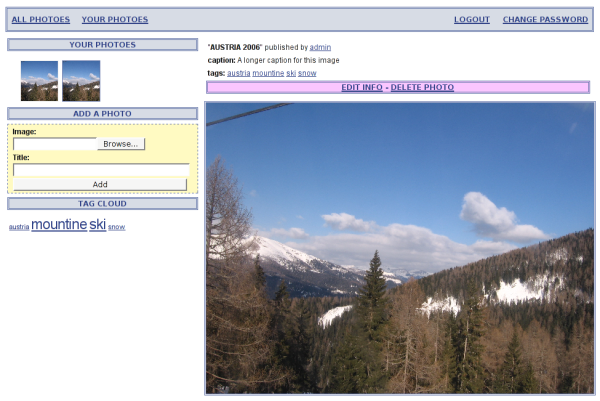 ALL PHOTOES YOUR PHOTOES LOGOUT CHANGE PASSWORD
YOUR PHOTOES
ADD A PHOTO
Image:
Browse...
Title:
Add
TAG CLOUD
austria mountine ski snow
"AUSTRIA 2006" published by admin
caption: A longer caption for this image
tags: austria mountine ski snow
EDIT INFO - DELETE PHOTO